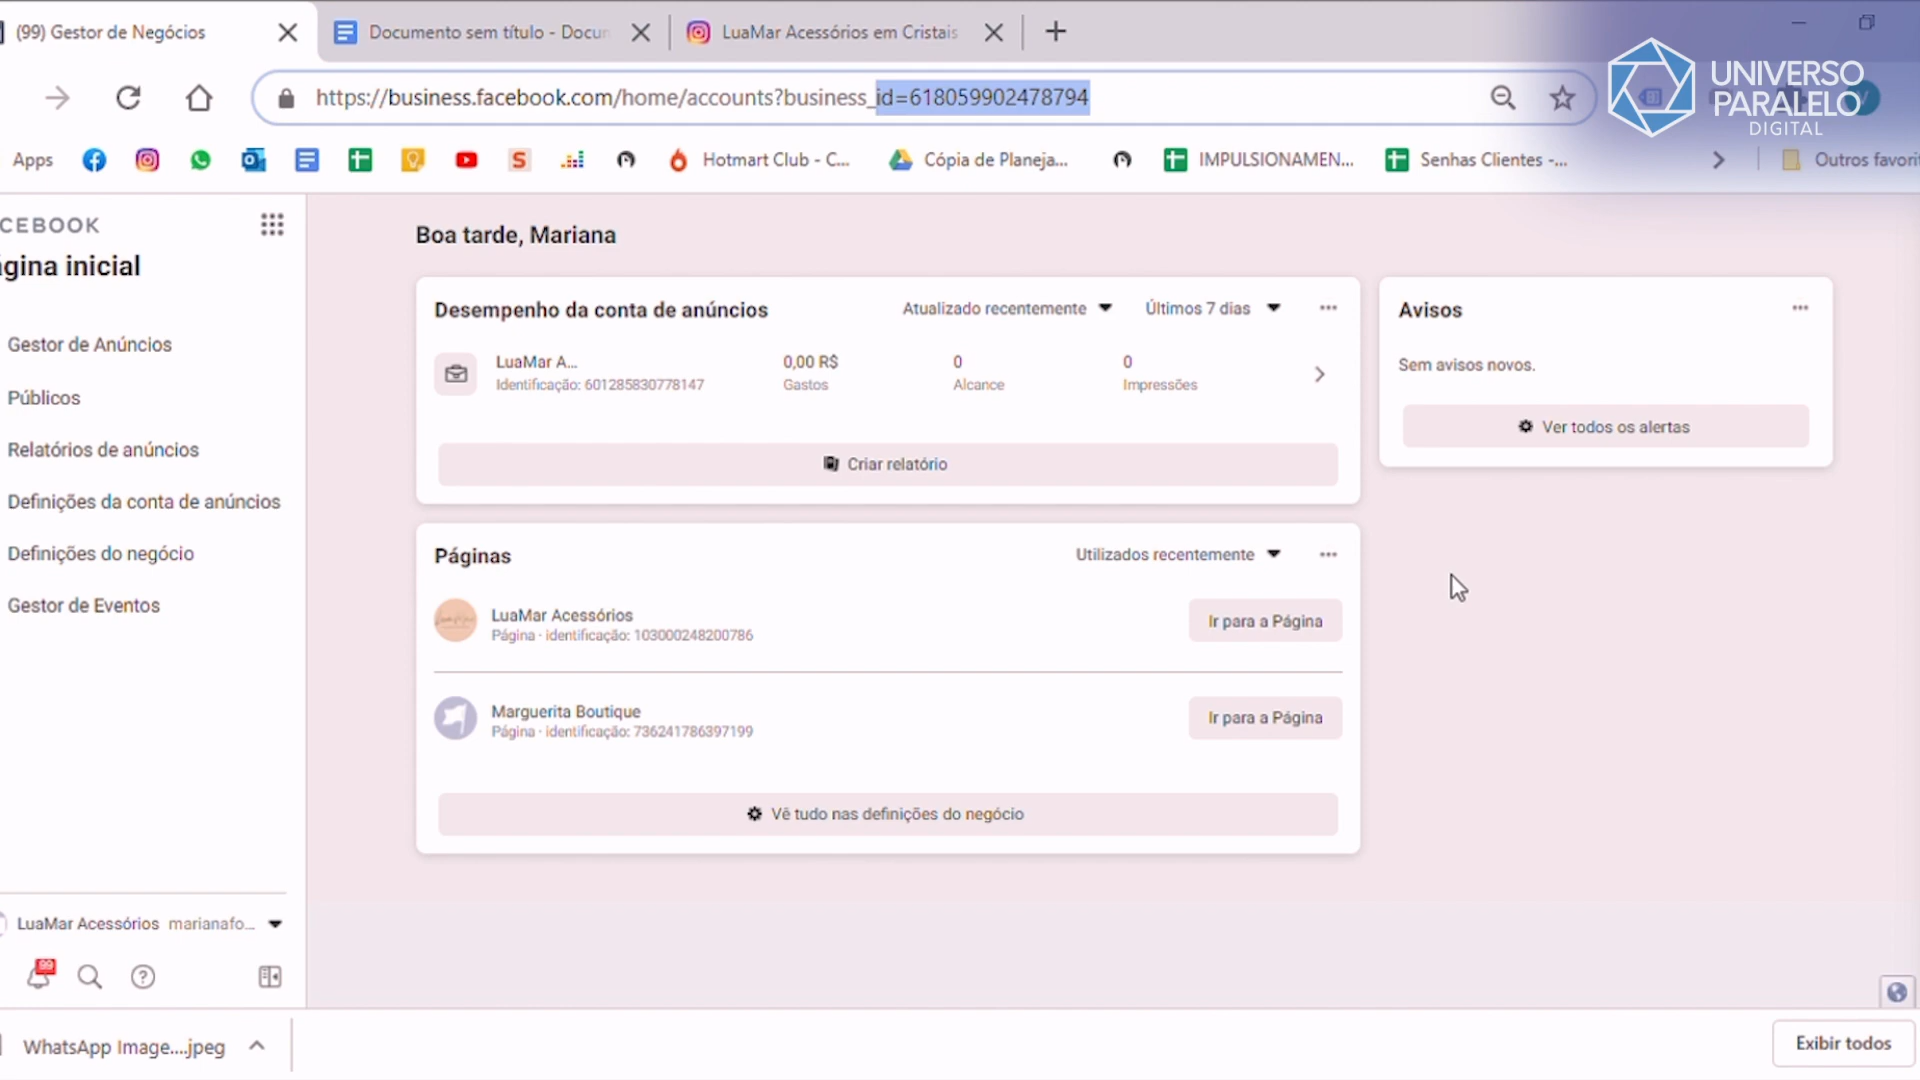 (99) Gestor de Negócios
Documento sem título - Docun
LuaMar Acessórios em Cristais
https://business.facebook.com/home/accounts?business_id=618059902478794
UNIVERSO
PARALELO
DIGITAL
Apps
Hotmart Club - C...
Cópia de Planeja...
IMPULSIONAMEN...
Senhas Clientes -...
Outros favori
CEBOOK
ágina inicial
Gestor de Anúncios
Públicos
Relatórios de anúncios
Definições da conta de anúncios
Definições do negócio
Gestor de Eventos
LuaMar Acessórios marianafo...
99
Boa tarde, Mariana
Desempenho da conta de anúncios
Atualizado recentemente
Últimos 7 dias
LuaMar A...
Identificação: 601285830778147
0,00 R$
Gastos
0
Alcance
0
Impressões
Criar relatório
Páginas
Utilizados recentemente
LuaMar Acessórios
Página · identificação: 103000248200786
Ir para a Página
Marguerita Boutique
Página · identificação: 736241786397199
Ir para a Página
Vê tudo nas definições do negócio
Avisos
Sem avisos novos.
Ver todos os alertas
WhatsApp Image....jpeg
Exibir todos